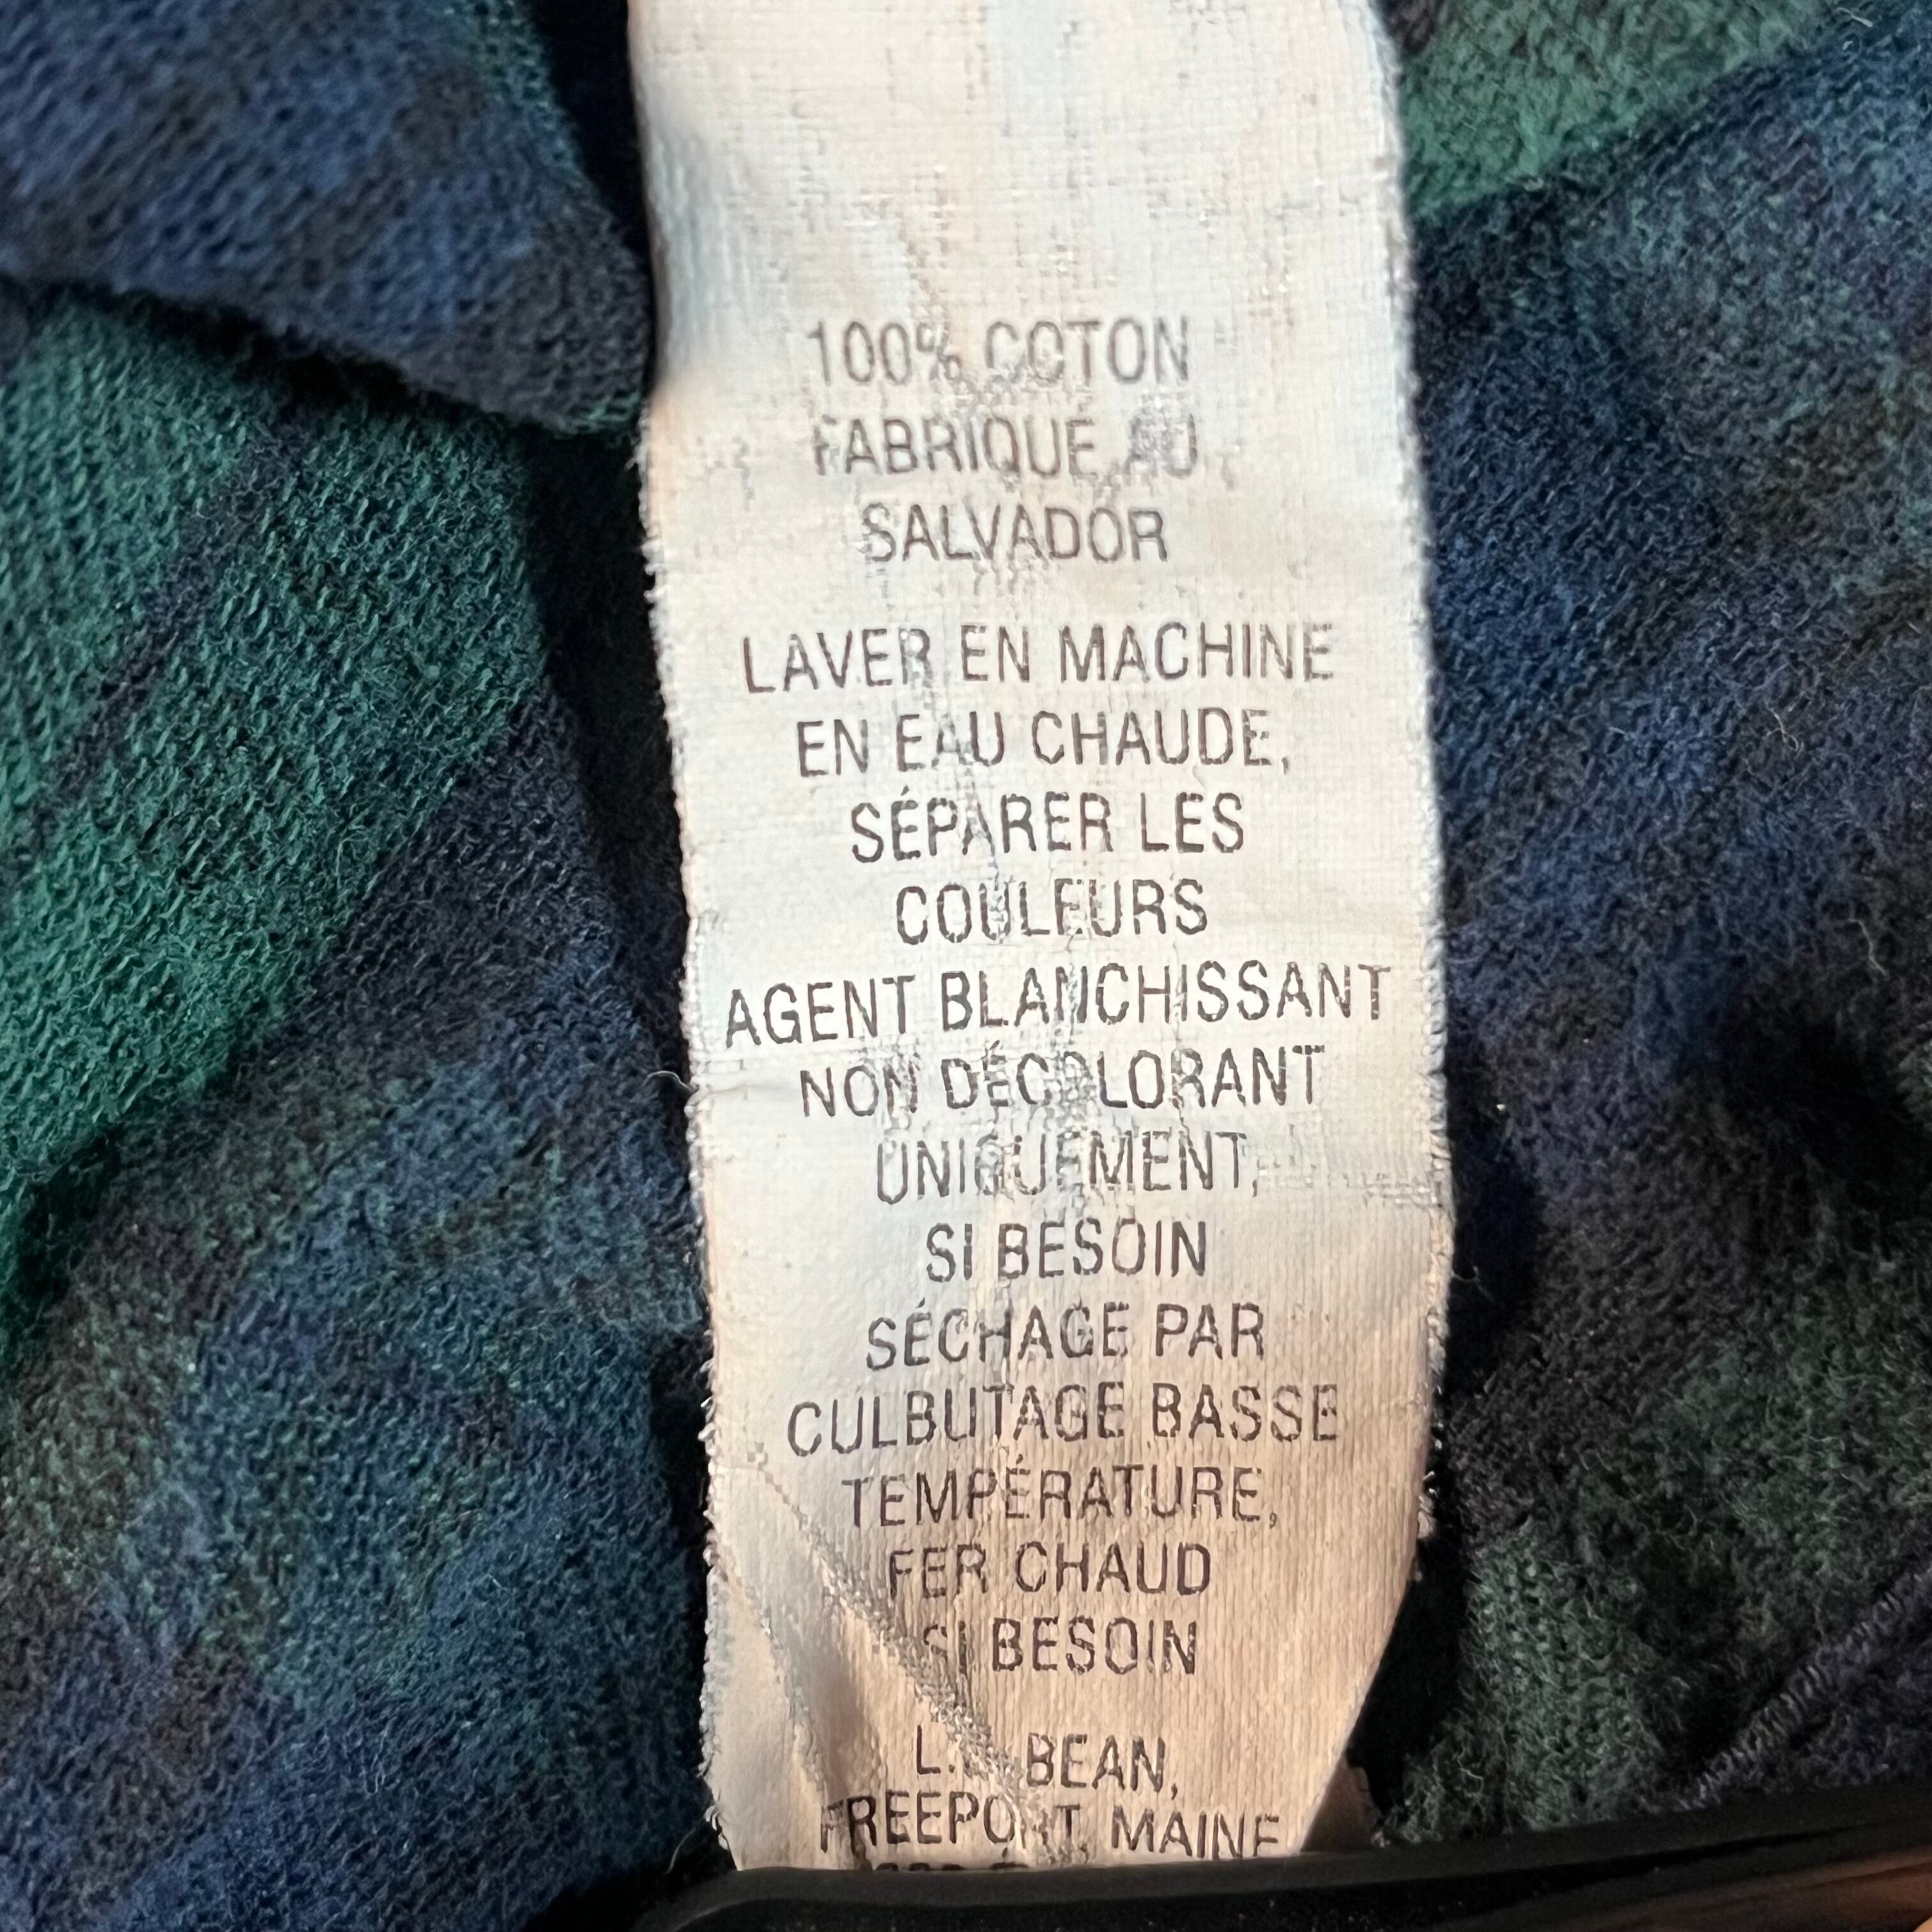 100% COTON
FABRIQUÉ AU
SALVADOR
LAVER EN MACHINE
EN EAU CHAUDE,
SÉPARER LES
COULEURS
AGENT BLANCHISSANT
NON DÉCOLORANT
UNIQUEMENT,
SI BESOIN
SÉCHAGE PAR
CULBUTAGE BASSE
TEMPÉRATURE,
FER CHAUD
SI BESOIN
L.L. BEAN,
FREEPORT, MAINE